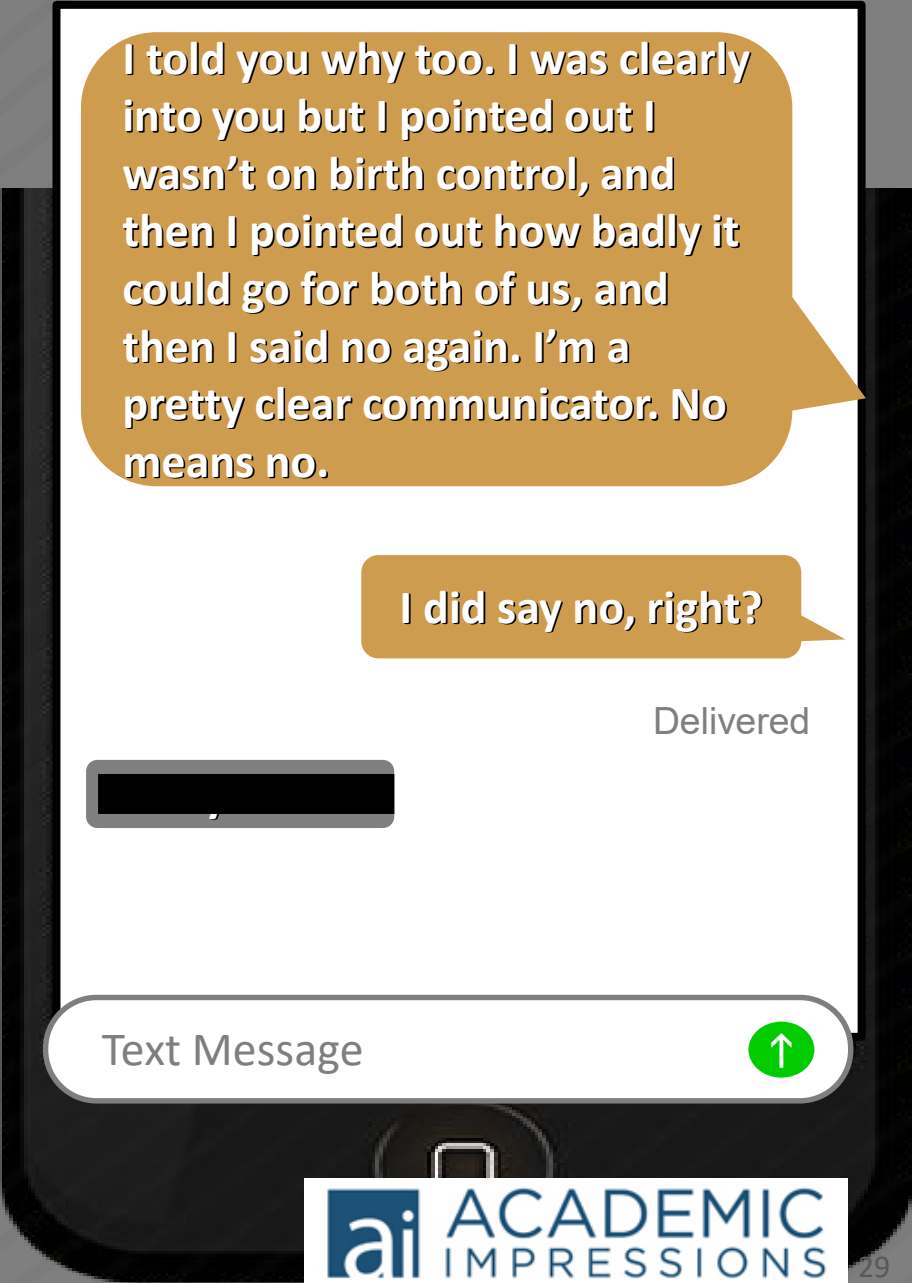 I told you why too. I was clearly
into you but I pointed out I
wasn’t on birth control, and
then I pointed out how badly it
could go for both of us, and
then I said no again. I’m a
pretty clear communicator. No
means no.
I did say no, right?
Delivered
Text Message
ai ACADEMIC
IMPRESSIONS
29